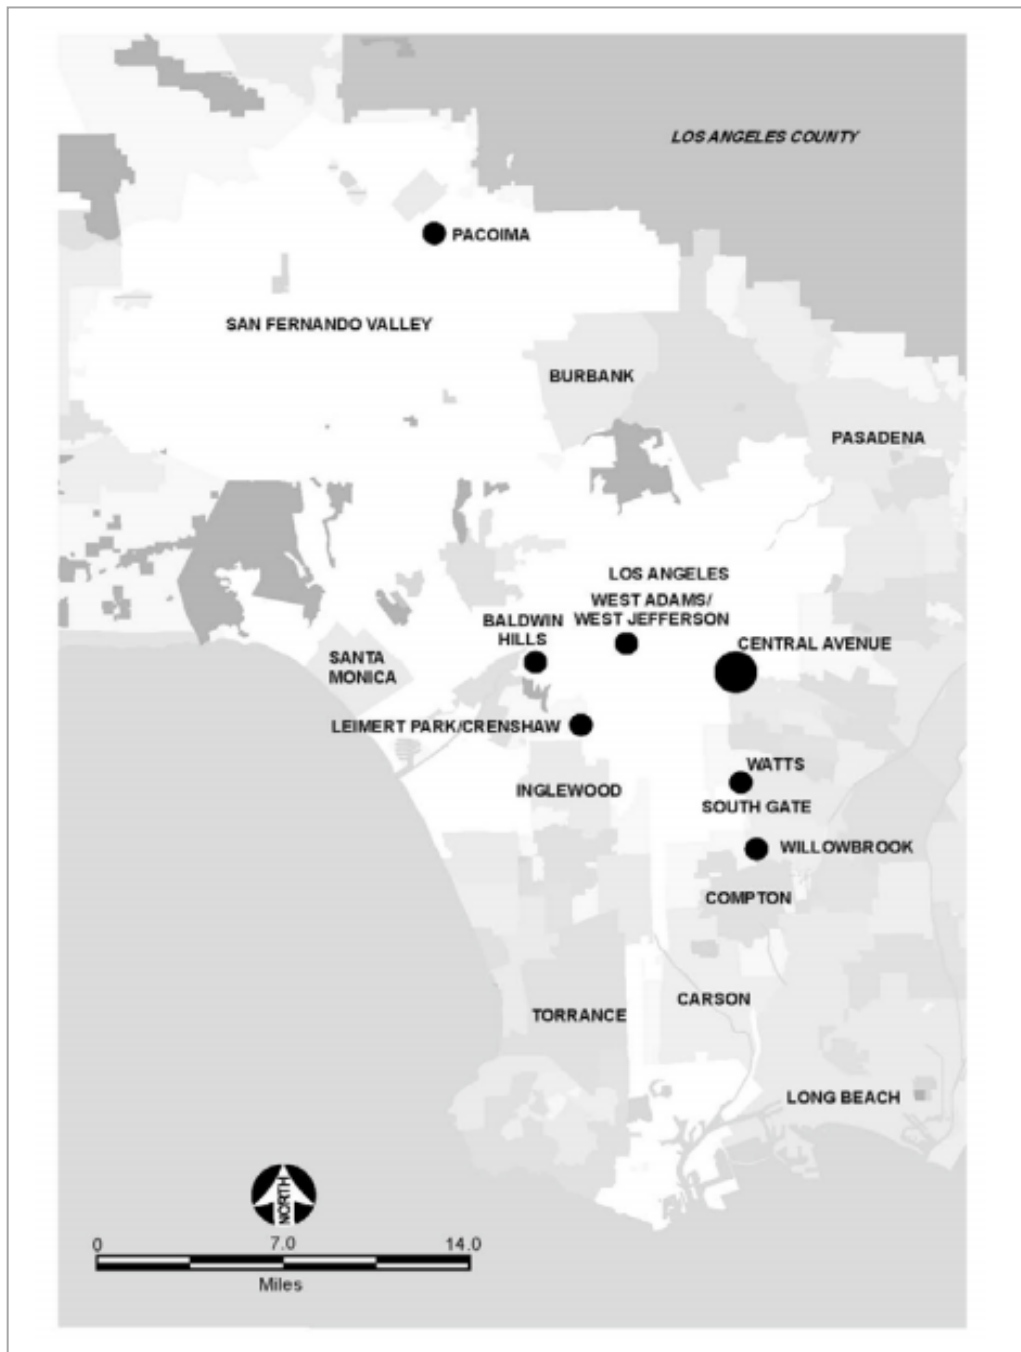 LOS ANGELES COUNTY
PACOIMA
SAN FERNANDO VALLEY
BURBANK
PASADENA
LOS ANGELES
WEST ADAMS/
WEST JEFFERSON
BALDWIN
HILLS
CENTRAL AVENUE
SANTA
MONICA
LEIMERT PARK/CRENSHAW
WATTS
INGLEWOOD
SOUTH GATE
WILLOWBROOK
COMPTON
CARSON
TORRANCE
LONG BEACH
NORTH
0 7.0 14.0
Miles